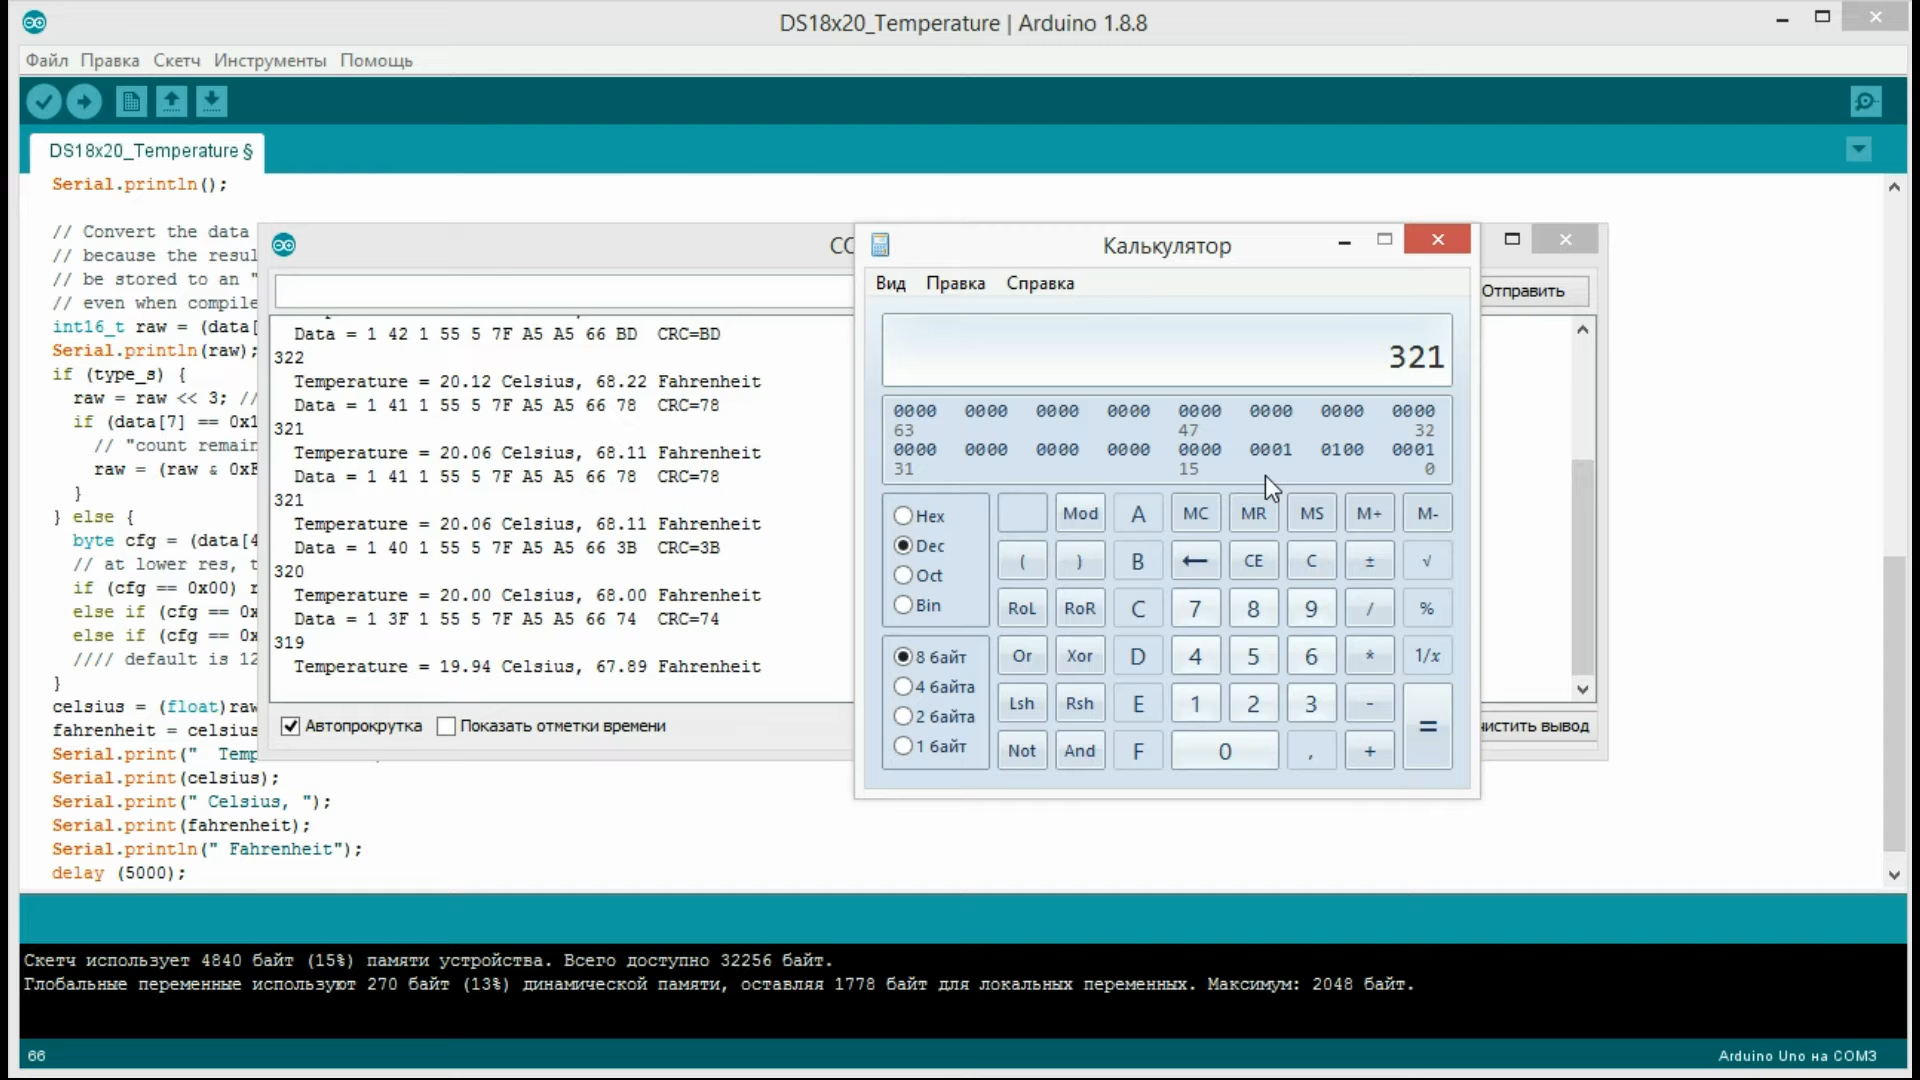 DS18x20_Temperature | Arduino 1.8.8
Файл Правка Скетч Инструменты Помощь
DS18x20_Temperature §
Serial.println();
// Convert the data
// because the resul
// be stored to an "
// even when compile
int16_t raw = (data[
Serial.println(raw);
if (type_s) {
raw = raw << 3; //
if (data[7] == 0x1
// "count remain
raw = (raw & 0xF
}
} else {
byte cfg = (data[4
// at lower res, t
if (cfg == 0x00) r
else if (cfg == 0x
else if (cfg == 0x
//// default is 12
}
celsius = (float)raw
fahrenheit = celsius
Serial.print("  Temp
Serial.print(celsius);
Serial.print(" Celsius, ");
Serial.print(fahrenheit);
Serial.println(" Fahrenheit");
delay (5000);
Отправить
Data = 1 42 1 55 5 7F A5 A5 66 BD  CRC=BD
322
Temperature = 20.12 Celsius, 68.22 Fahrenheit
Data = 1 41 1 55 5 7F A5 A5 66 78  CRC=78
321
Temperature = 20.06 Celsius, 68.11 Fahrenheit
Data = 1 41 1 55 5 7F A5 A5 66 78  CRC=78
321
Temperature = 20.06 Celsius, 68.11 Fahrenheit
Data = 1 40 1 55 5 7F A5 A5 66 3B  CRC=3B
320
Temperature = 20.00 Celsius, 68.00 Fahrenheit
Data = 1 3F 1 55 5 7F A5 A5 66 74  CRC=74
319
Temperature = 19.94 Celsius, 67.89 Fahrenheit
Автопрокрутка Показать отметки времени
чистить вывод
Калькулятор
Вид Правка Справка
321
0000 0000 0000 0000 0000 0000 0000 0000
63 47 32
0000 0000 0000 0000 0000 0001 0100 0001
31 15 0
Hex
Dec
Oct
Bin
8 байт
4 байта
2 байта
1 байт
Mod A MC MR MS M+ M-
( ) B ← CE C ± √
RoL RoR C 7 8 9 / %
Or Xor D 4 5 6 * 1/x
Lsh Rsh E 1 2 3 - =
Not And F 0 , +
Скетч использует 4840 байт (15%) памяти устройства. Всего доступно 32256 байт.
Глобальные переменные используют 270 байт (13%) динамической памяти, оставляя 1778 байт для локальных переменных. Максимум: 2048 байт.
66
Arduino Uno на COM3